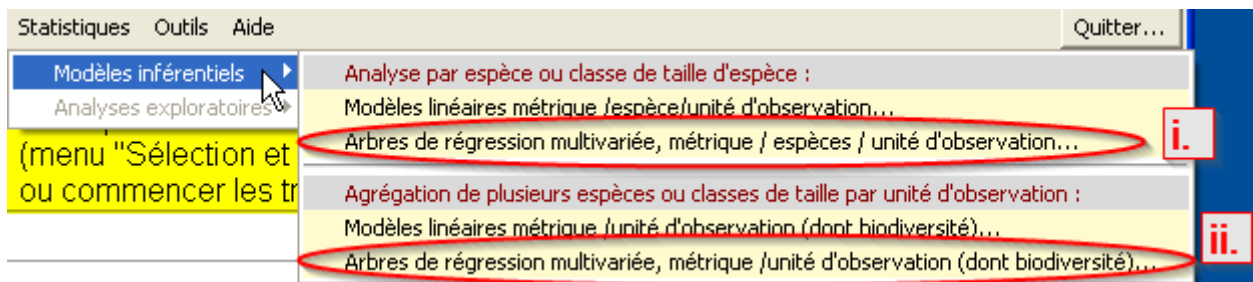 Statistiques Outils Aide Quitter...
Modèles inférentiels
Analyses exploratoires
Analyse par espèce ou classe de taille d'espèce :
Modèles linéaires métrique /espèce/unité d'observation...
Arbres de régression multivariée, métrique / espèces / unité d'observation...
i.
(menu "Sélection et
ou commencer les tr
Agrégation de plusieurs espèces ou classes de taille par unité d'observation :
Modèles linéaires métrique /unité d'observation (dont biodiversité)...
Arbres de régression multivariée, métrique /unité d'observation (dont biodiversité)...
ii.